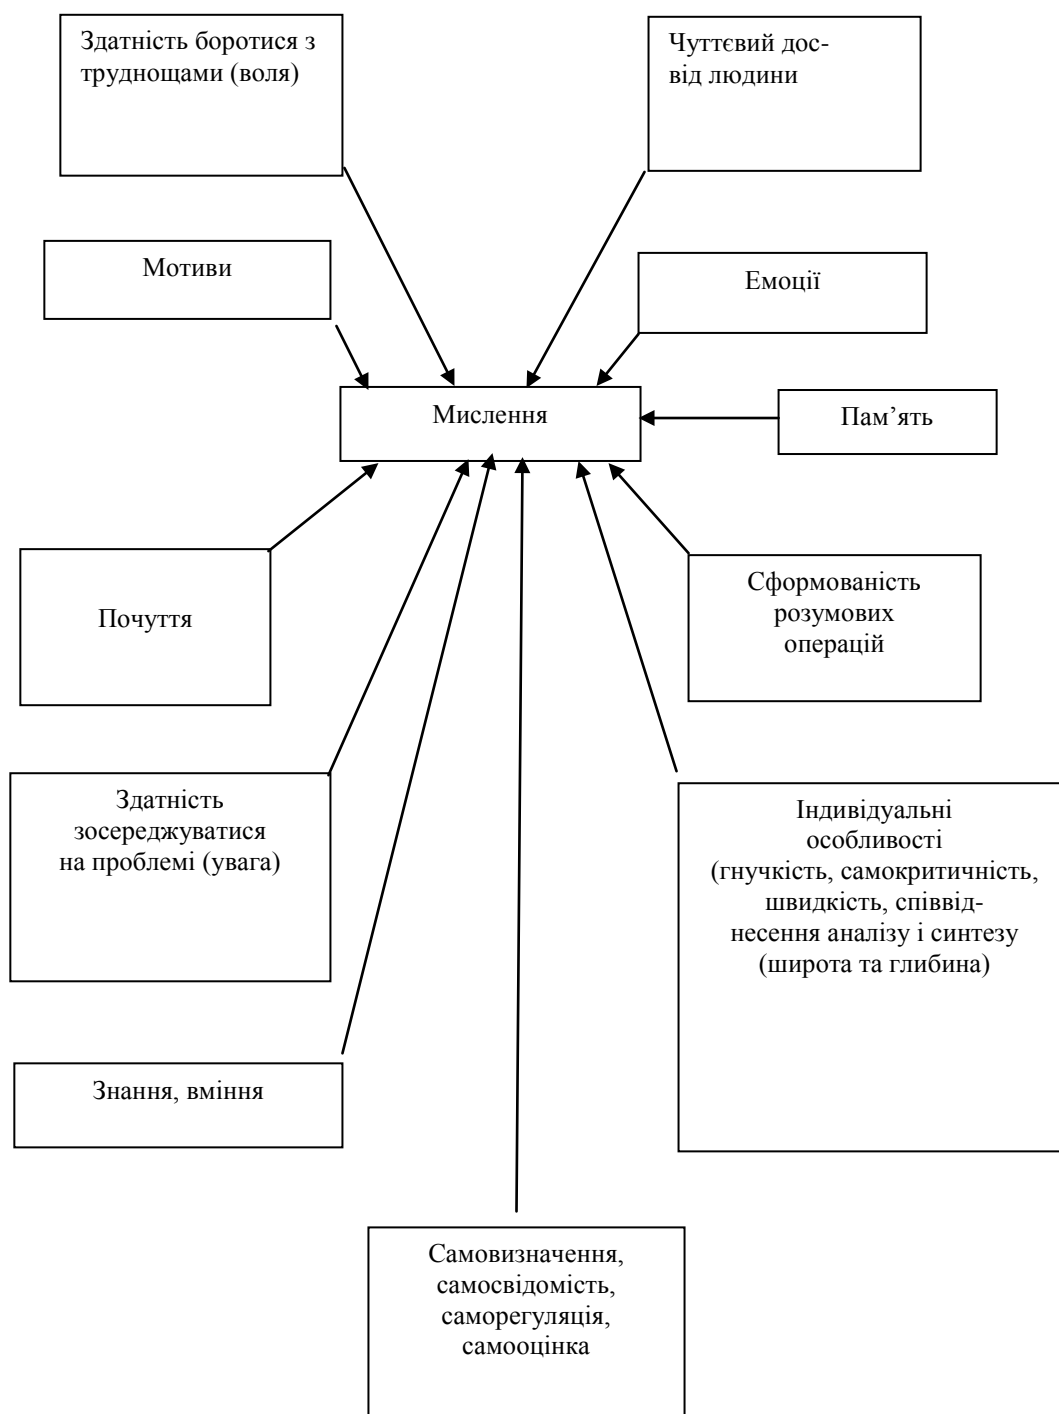 Здатність боротися з
труднощами (воля)
Чуттєвий дос-
від людини
Мотиви
Емоції
Мислення
Пам’ять
Почуття
Сформованість
розумових
операцій
Здатність
зосереджуватися
на проблемі (увага)
Індивідуальні
особливості
(гнучкість, самокритичність,
швидкість, співвід-
несення аналізу і синтезу
(широта та глибина)
Знання, вміння
Самовизначення,
самосвідомість,
саморегуляція,
самооцінка